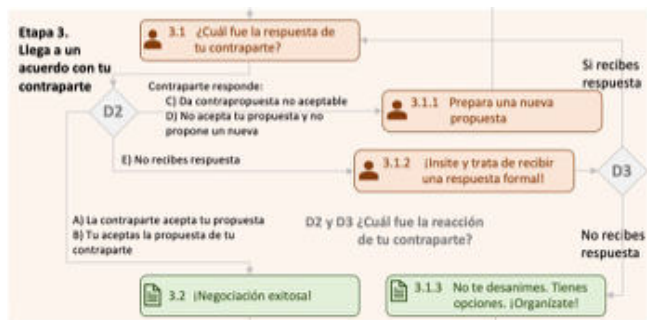 Etapa 3.
Llega a un
acuerdo con tu
contraparte
3.1 ¿Cuál fue la respuesta de
tu contraparte?
Si recibes
respuesta
D2
Contraparte responde:
C) Da contrapropuesta no aceptable
D) No acepta tu propuesta y no
propone un nueva
3.1.1 Prepara una nueva
propuesta
E) No recibes respuesta
3.1.2 ¡Insite y trata de recibir
una respuesta formal!
D3
A) La contraparte acepta tu propuesta
B) Tu aceptas la propuesta de tu
contraparte
D2 y D3 ¿Cuál fue la reacción
de tu contraparte?
No recibes
respuesta
3.2 ¡Negociación exitosa!
3.1.3 No te desanimes. Tienes
opciones. ¡Organízate!